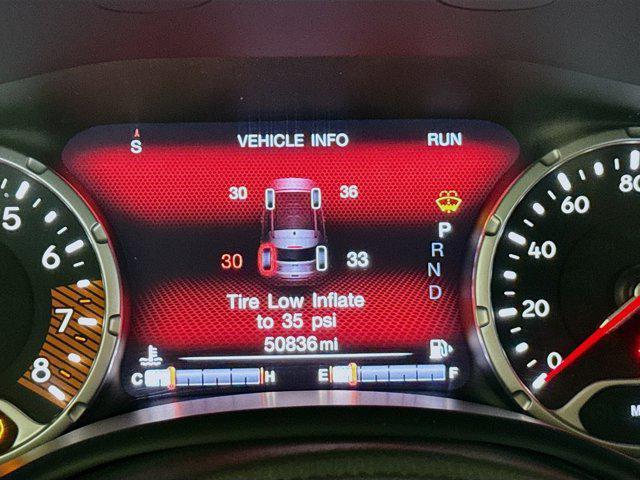 S VEHICLE INFO RUN
30 36
30 33
P
R
N
D
Tire Low Inflate
to 35 psi
50836 mi
C H E F
5
6
7
8
80
60
40
20
0
M